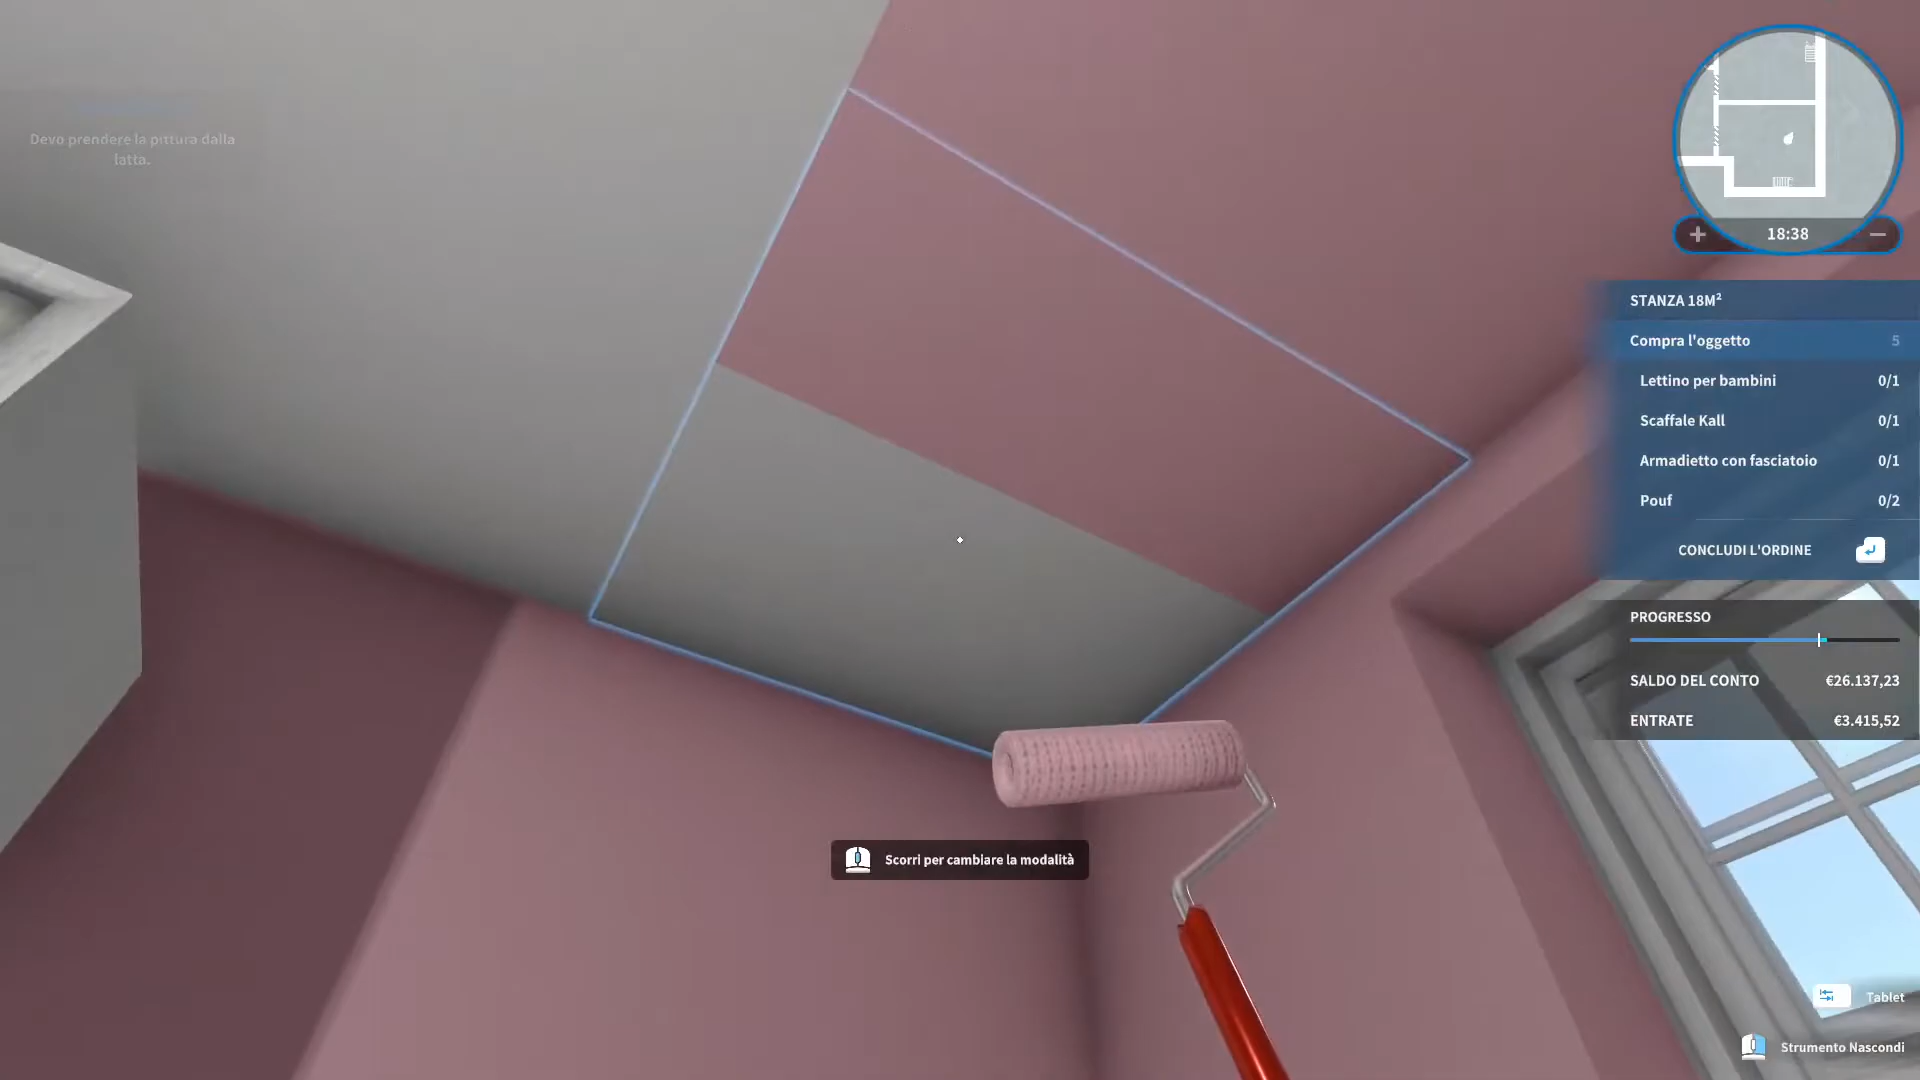 Devo prendere la pittura dalla
latta.
18:38
STANZA 18M²
Compra l'oggetto 5
Lettino per bambini 0/1
Scaffale Kall 0/1
Armadietto con fasciatoio 0/1
Pouf 0/2
CONCLUDI L'ORDINE
PROGRESSO
SALDO DEL CONTO €26.137,23
ENTRATE €3.415,52
Scorri per cambiare la modalità
Tablet
Strumento Nascondi